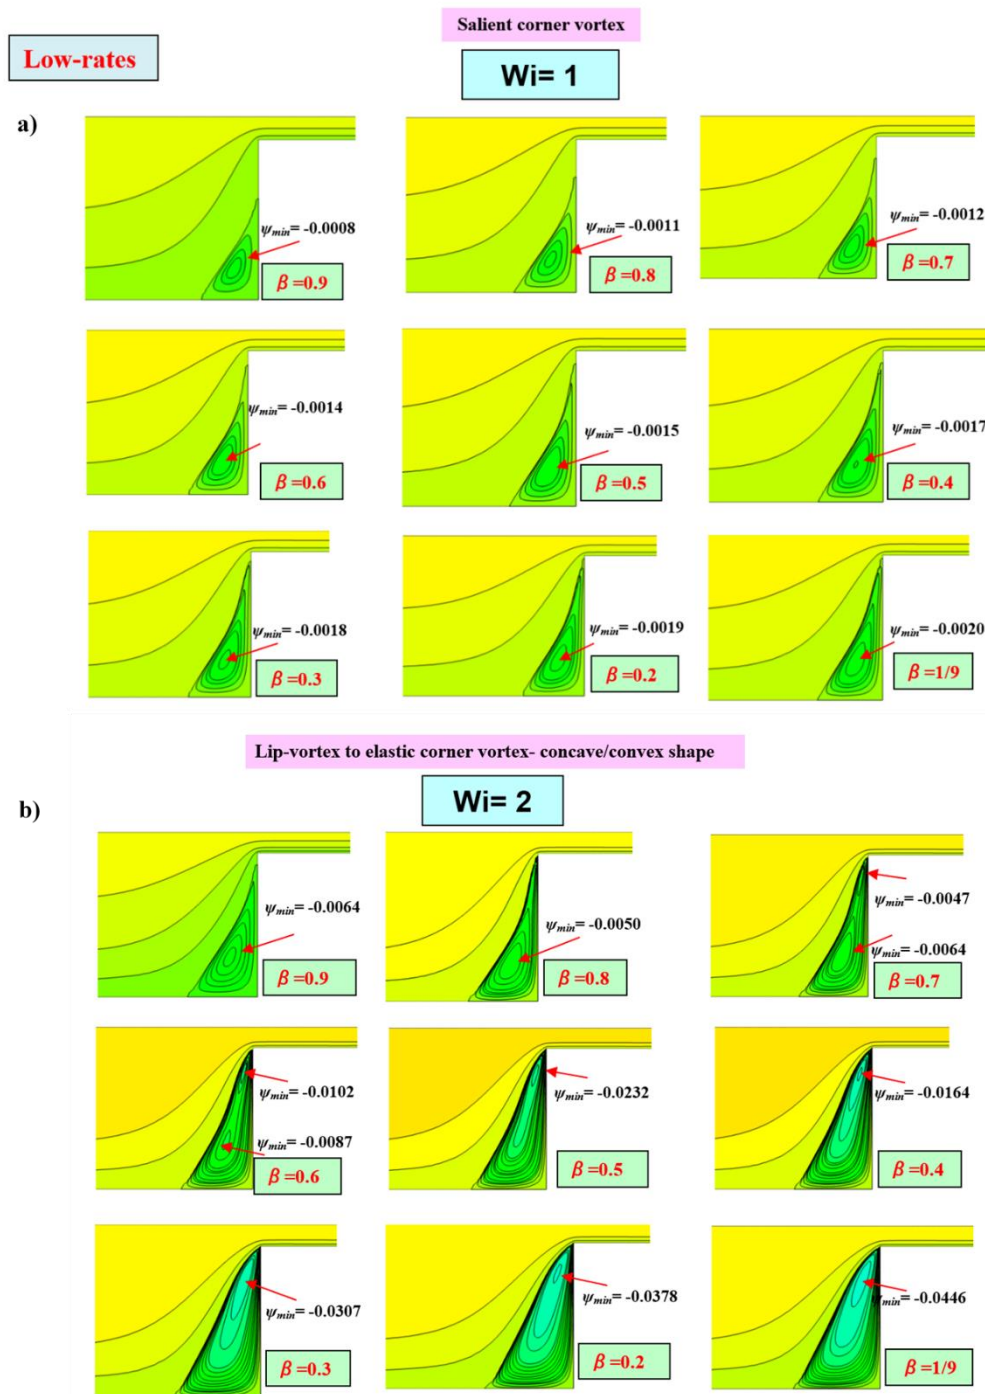 Salient corner vortex
Low-rates
Wi= 1
a)
ψmin= -0.0008
β=0.9
ψmin= -0.0011
β=0.8
ψmin= -0.0012
β=0.7
ψmin= -0.0014
β=0.6
ψmin= -0.0015
β=0.5
ψmin= -0.0017
β=0.4
ψmin= -0.0018
β=0.3
ψmin= -0.0019
β=0.2
ψmin= -0.0020
β=1/9
Lip-vortex to elastic corner vortex- concave/convex shape
Wi= 2
b)
ψmin= -0.0064
β=0.9
ψmin= -0.0050
β=0.8
ψmin= -0.0047
ψmin= -0.0064
β=0.7
ψmin= -0.0102
ψmin= -0.0087
β=0.6
ψmin= -0.0232
β=0.5
ψmin= -0.0164
β=0.4
ψmin= -0.0307
β=0.3
ψmin= -0.0378
β=0.2
ψmin= -0.0446
β=1/9